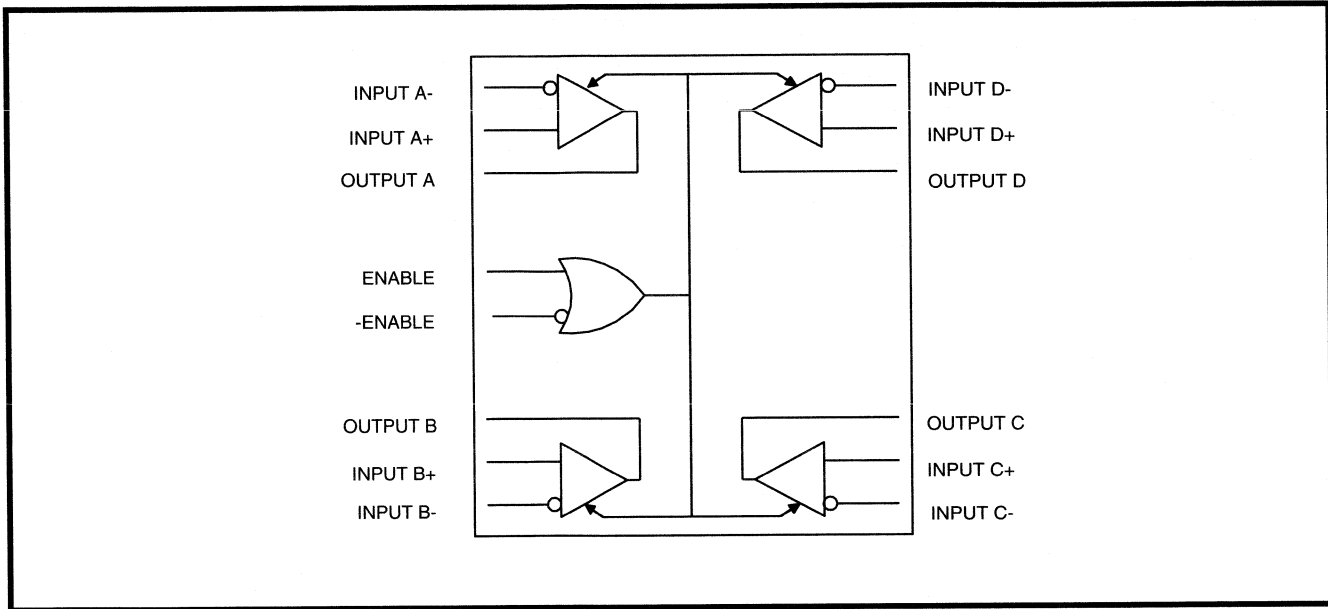 INPUT A-
INPUT A+
OUTPUT A
ENABLE
-ENABLE
OUTPUT B
INPUT B+
INPUT B-
INPUT D-
INPUT D+
OUTPUT D
OUTPUT C
INPUT C+
INPUT C-